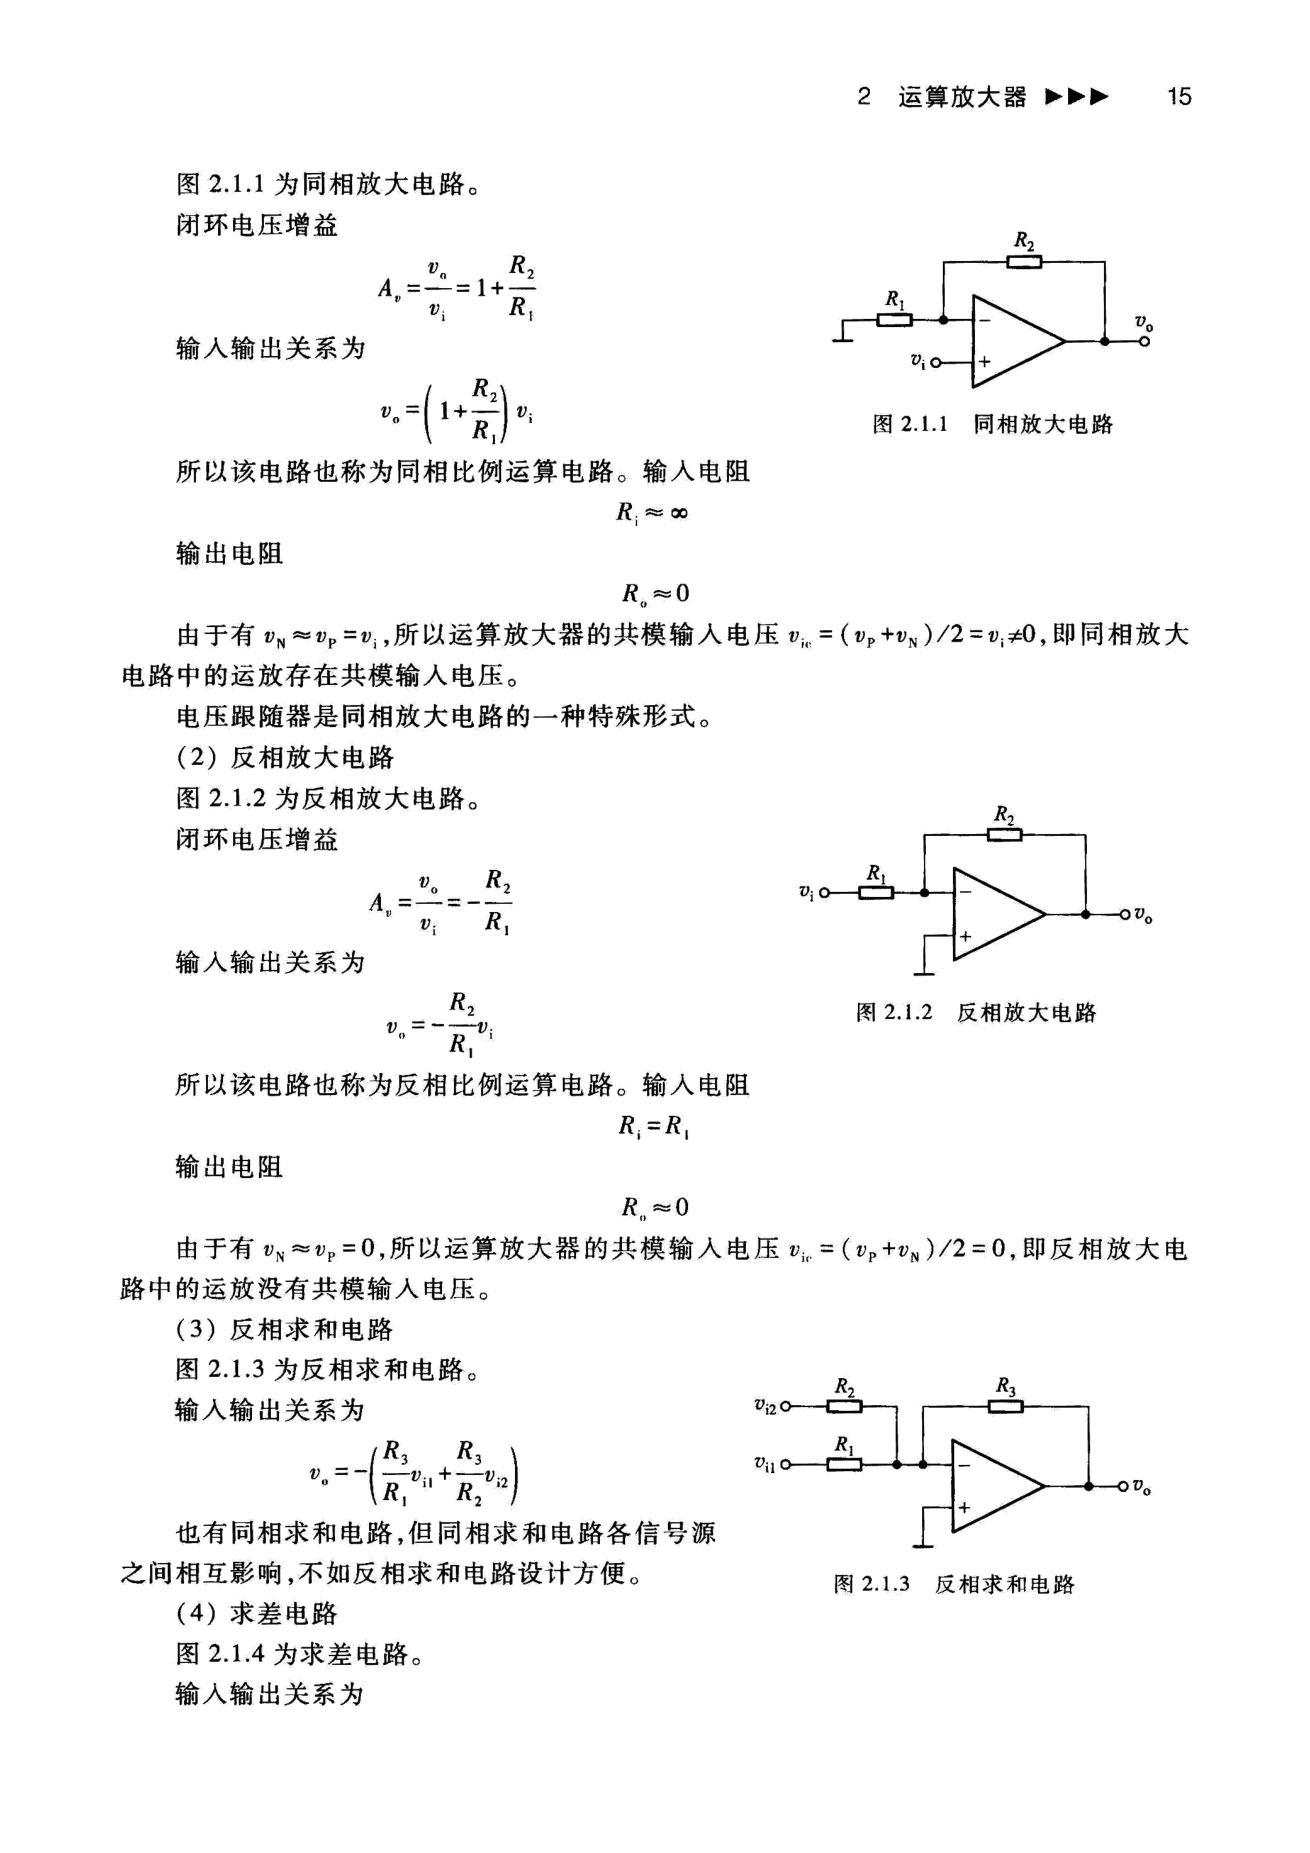 2 运算放大器 ▶▶▶ 15
图 2.1.1 为同相放大电路。
闭环电压增益
A_v = v_o/v_i = 1 + R_2/R_1
输入输出关系为
v_o = (1 + R_2/R_1) v_i
R_2
R_1
−
v_i
+
v_o
图 2.1.1 同相放大电路
所以该电路也称为同相比例运算电路。输入电阻
R_i ≈ ∞
输出电阻
R_o ≈ 0
由于有 v_N ≈ v_P = v_i,所以运算放大器的共模输入电压 v_ic = (v_P + v_N)/2 = v_i ≠ 0,即同相放大
电路中的运放存在共模输入电压。
电压跟随器是同相放大电路的一种特殊形式。
(2) 反相放大电路
图 2.1.2 为反相放大电路。
闭环电压增益
A_v = v_o/v_i = −R_2/R_1
输入输出关系为
v_o = −(R_2/R_1) v_i
R_2
R_1
v_i
−
+
v_o
图 2.1.2 反相放大电路
所以该电路也称为反相比例运算电路。输入电阻
R_i = R_1
输出电阻
R_o ≈ 0
由于有 v_N ≈ v_P = 0,所以运算放大器的共模输入电压 v_ic = (v_P + v_N)/2 = 0,即反相放大电
路中的运放没有共模输入电压。
(3) 反相求和电路
图 2.1.3 为反相求和电路。
输入输出关系为
v_o = −(R_3/R_1 v_i1 + R_3/R_2 v_i2)
也有同相求和电路,但同相求和电路各信号源
之间相互影响,不如反相求和电路设计方便。
R_2
R_3
v_i2
R_1
v_i1
−
+
v_o
图 2.1.3 反相求和电路
(4) 求差电路
图 2.1.4 为求差电路。
输入输出关系为